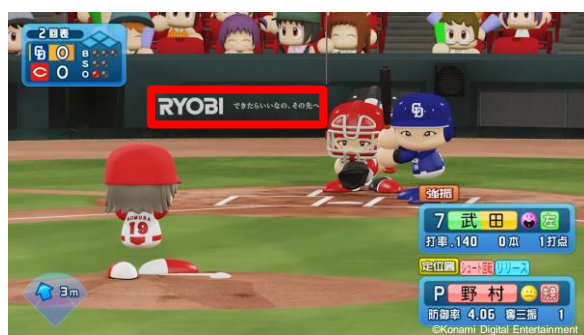 2回表
D 0 B
S
C 0 O
RYOBI できたらいいなの、その先へ
D
NOMURA
19
強振
7 武田 左
打率.140 0本 1打点
定位置 シュート回転 リリース
P 野村
防御率 4.06 奪三振 1
3m
©Konami Digital Entertainment